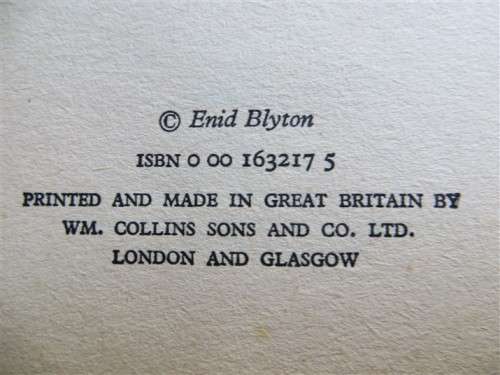 © Enid Blyton
ISBN 0 00 163217 5
PRINTED AND MADE IN GREAT BRITAIN BY
WM. COLLINS SONS AND CO. LTD.
LONDON AND GLASGOW